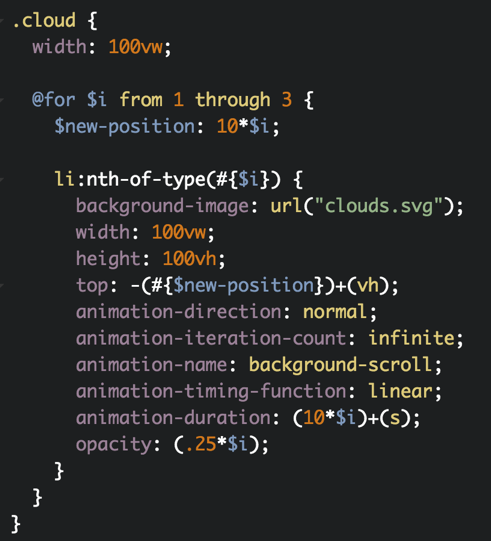 .cloud {
  width: 100vw;

  @for $i from 1 through 3 {
    $new-position: 10*$i;

    li:nth-of-type(#{$i}) {
      background-image: url("clouds.svg");
      width: 100vw;
      height: 100vh;
      top: -(#{$new-position})+(vh);
      animation-direction: normal;
      animation-iteration-count: infinite;
      animation-name: background-scroll;
      animation-timing-function: linear;
      animation-duration: (10*$i)+(s);
      opacity: (.25*$i);
    }
  }
}